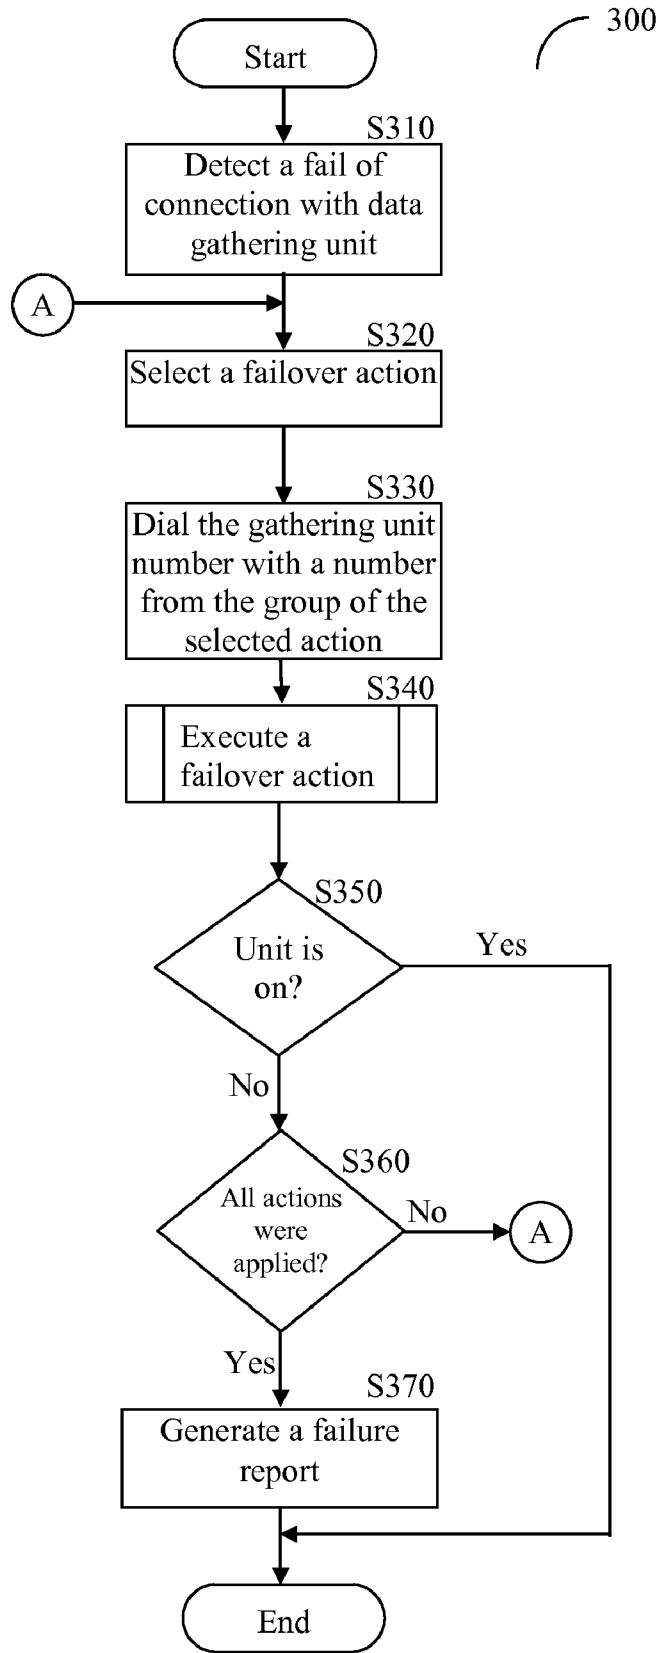 300
Start
S310
Detect a fail of
connection with data
gathering unit
A
S320
Select a failover action
S330
Dial the gathering unit
number with a number
from the group of the
selected action
S340
Execute a
failover action
S350
Unit is
on?
Yes
No
S360
All actions
were
applied?
No
A
Yes
S370
Generate a failure
report
End